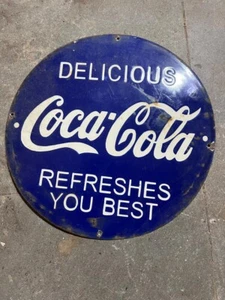 DELICIOUS
Coca-Cola
REFRESHES
YOU BEST